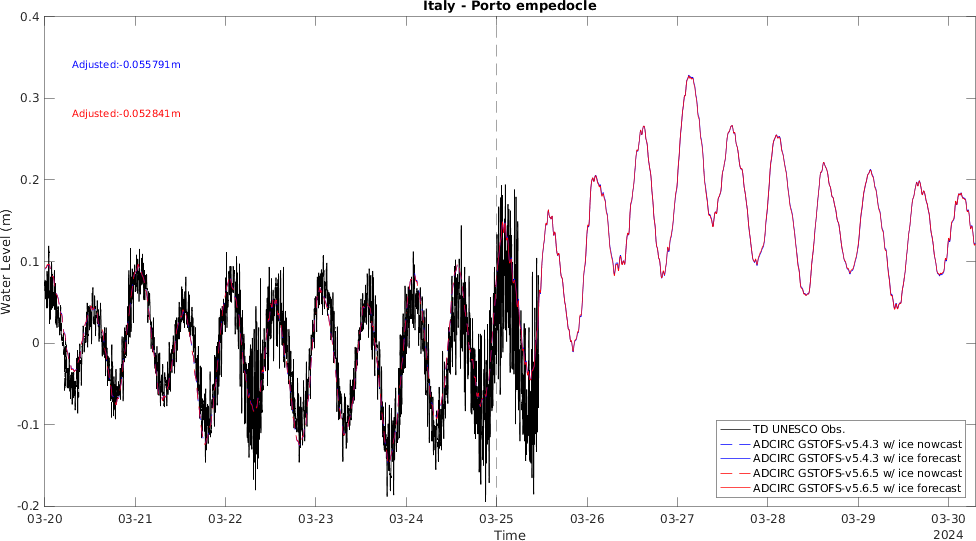 Italy - Porto empedocle
0.4
0.3
0.2
0.1
0
-0.1
-0.2
Water Level (m)
Adjusted:-0.055791m
Adjusted:-0.052841m
TD UNESCO Obs.
ADCIRC GSTOFS-v5.4.3 w/ ice nowcast
ADCIRC GSTOFS-v5.4.3 w/ ice forecast
ADCIRC GSTOFS-v5.6.5 w/ ice nowcast
ADCIRC GSTOFS-v5.6.5 w/ ice forecast
03-20 03-21 03-22 03-23 03-24 03-25 03-26 03-27 03-28 03-29 03-30
Time 2024